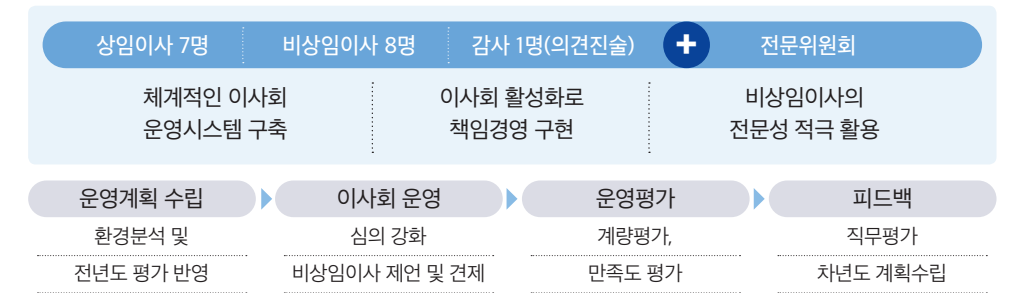 상임이사 7명 비상임이사 8명 감사 1명(의견진술) + 전문위원회
체계적인 이사회
운영시스템 구축
이사회 활성화로
책임경영 구현
비상임이사의
전문성 적극 활용
운영계획 수립 이사회 운영 운영평가 피드백
환경분석 및 심의 강화 계량평가, 직무평가
전년도 평가 반영 비상임이사 제언 및 견제 만족도 평가 차년도 계획수립